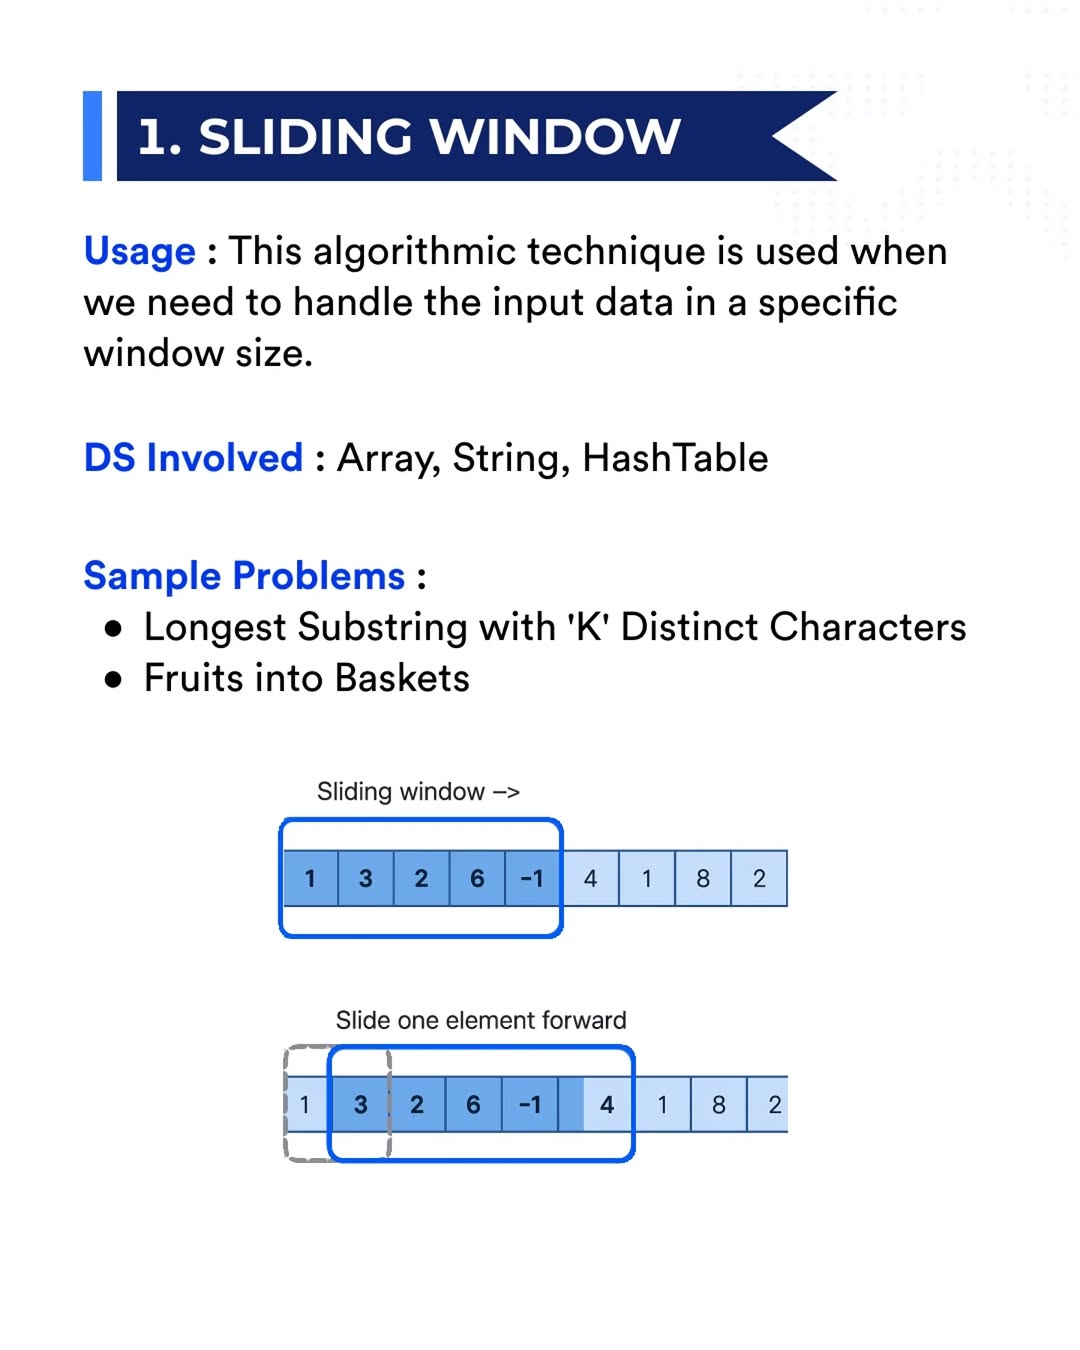 1. SLIDING WINDOW
Usage : This algorithmic technique is used when
we need to handle the input data in a specific
window size.
DS Involved : Array, String, HashTable
Sample Problems :
● Longest Substring with 'K' Distinct Characters
● Fruits into Baskets
Sliding window –>
1 3 2 6 −1 4 1 8 2
Slide one element forward
1 3 2 6 −1 4 1 8 2